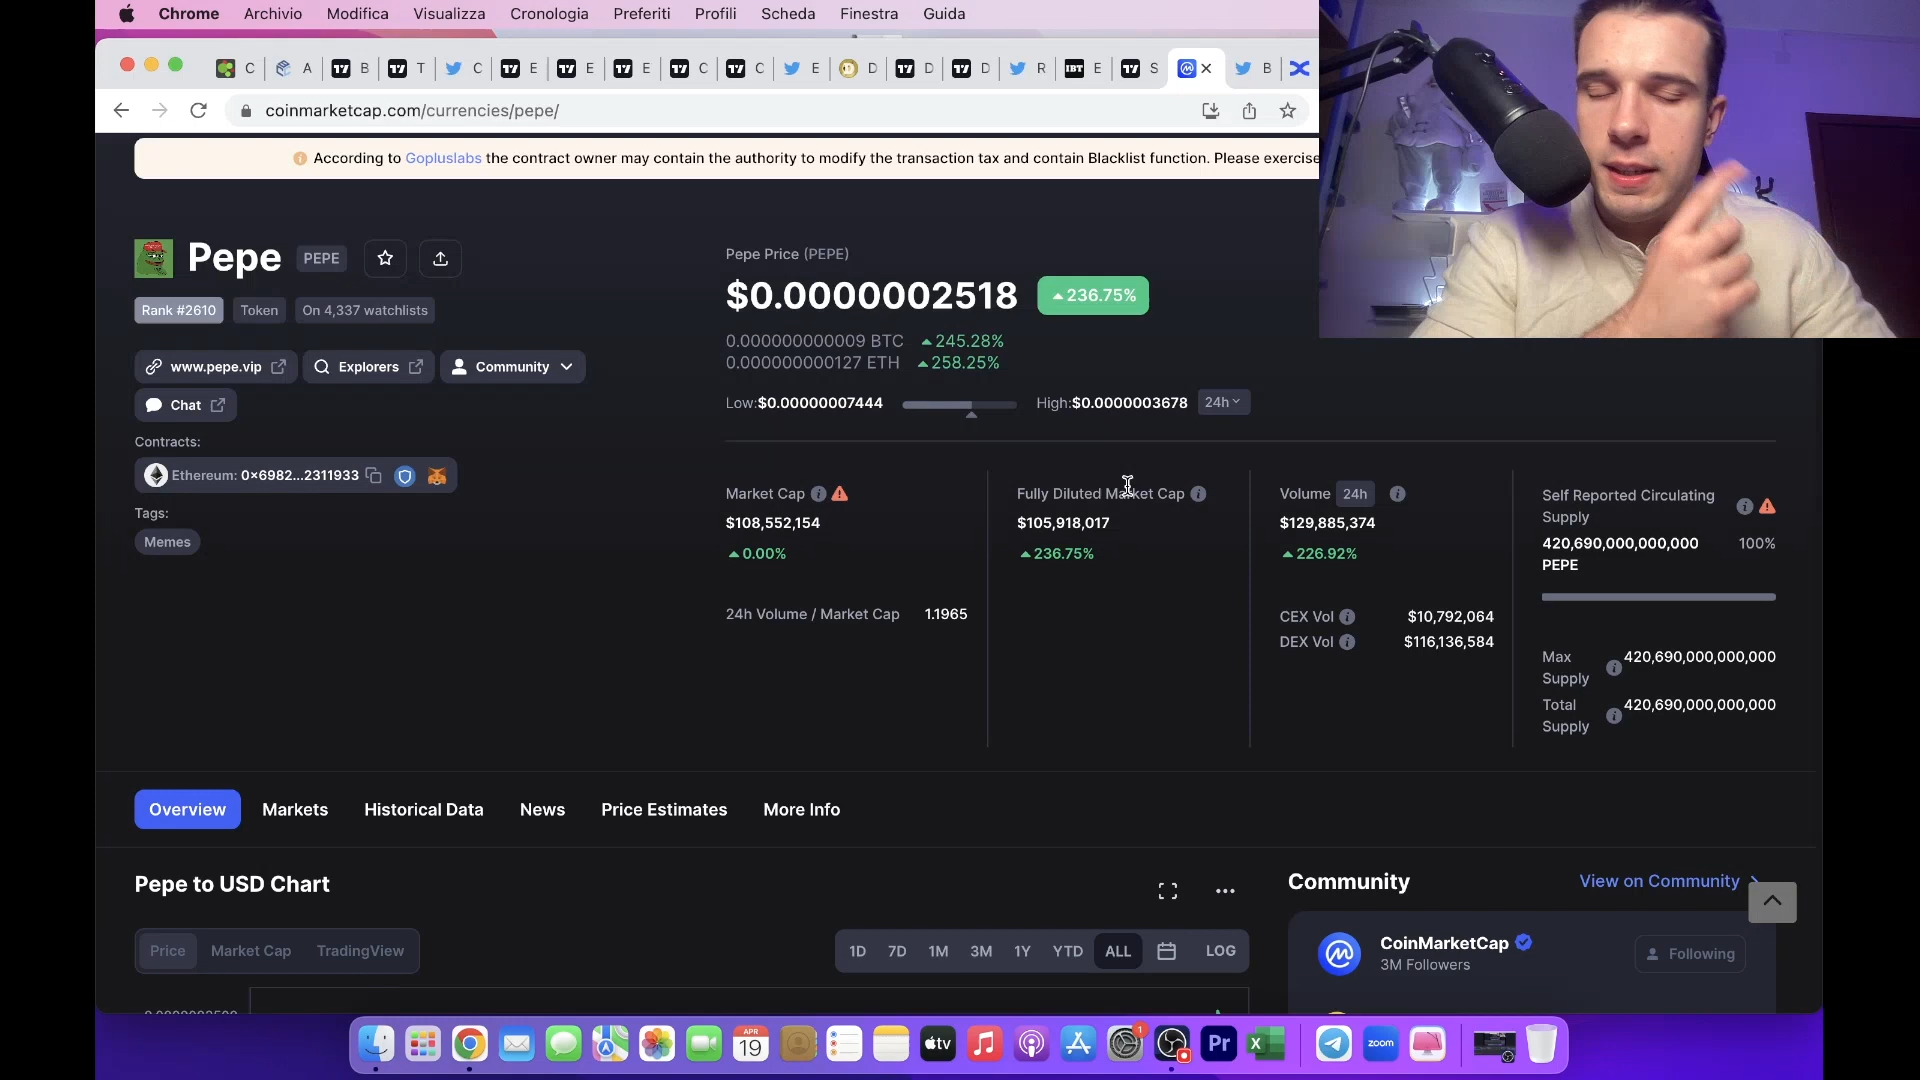 Chrome Archivio Modifica Visualizza Cronologia Preferiti Profili Scheda Finestra Guida
C A B T C E E E C C E D D D R E S B
coinmarketcap.com/currencies/pepe/
According to Gopluslabs the contract owner may contain the authority to modify the transaction tax and contain Blacklist function. Please exercise
Pepe PEPE
Rank #2610 Token On 4,337 watchlists
www.pepe.vip Explorers Community
Chat
Contracts:
Ethereum: 0x6982...2311933
Tags:
Memes
Pepe Price (PEPE)
$0.0000002518 236.75%
0.000000000009 BTC 245.28%
0.000000000127 ETH 258.25%
Low:$0.00000007444 High:$0.0000003678 24h
Market Cap
$108,552,154
0.00%
24h Volume / Market Cap 1.1965
Fully Diluted Market Cap
$105,918,017
236.75%
Volume 24h
$129,885,374
226.92%
CEX Vol $10,792,064
DEX Vol $116,136,584
Self Reported Circulating
Supply
420,690,000,000,000 100%
PEPE
Max 420,690,000,000,000
Supply
Total 420,690,000,000,000
Supply
Overview Markets Historical Data News Price Estimates More Info
Pepe to USD Chart
Price Market Cap TradingView
1D 7D 1M 3M 1Y YTD ALL LOG
Community View on Community
CoinMarketCap
3M Followers
Following
APR
19
tv
1
Pr
X
zoom